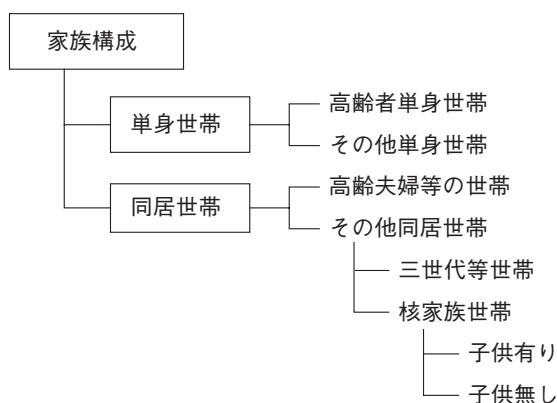 家族構成
高齢者単身世帯
単身世帯
その他単身世帯
高齢夫婦等の世帯
同居世帯
その他同居世帯
三世代等世帯
核家族世帯
子供有り
子供無し